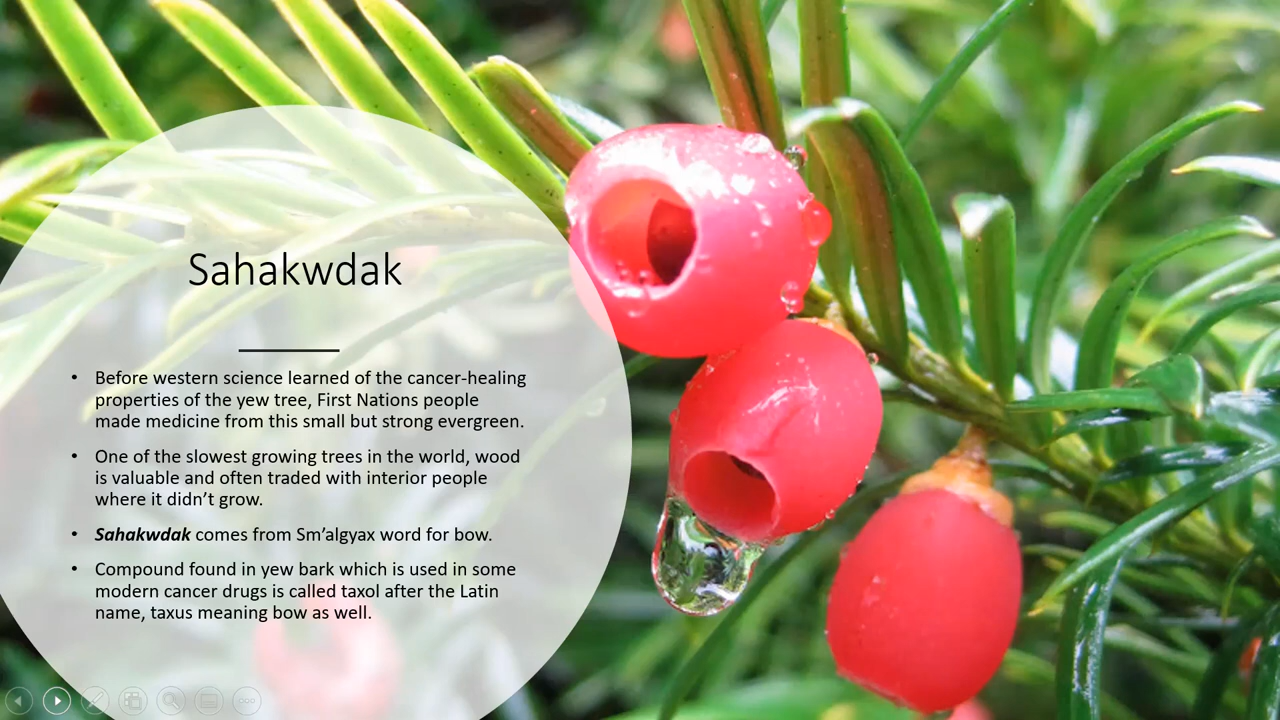 Sahakwdak
• Before western science learned of the cancer-healing
properties of the yew tree, First Nations people
made medicine from this small but strong evergreen.
• One of the slowest growing trees in the world, wood
is valuable and often traded with interior people
where it didn’t grow.
• Sahakwdak comes from Sm’algyax word for bow.
• Compound found in yew bark which is used in some
modern cancer drugs is called taxol after the Latin
name, taxus meaning bow as well.